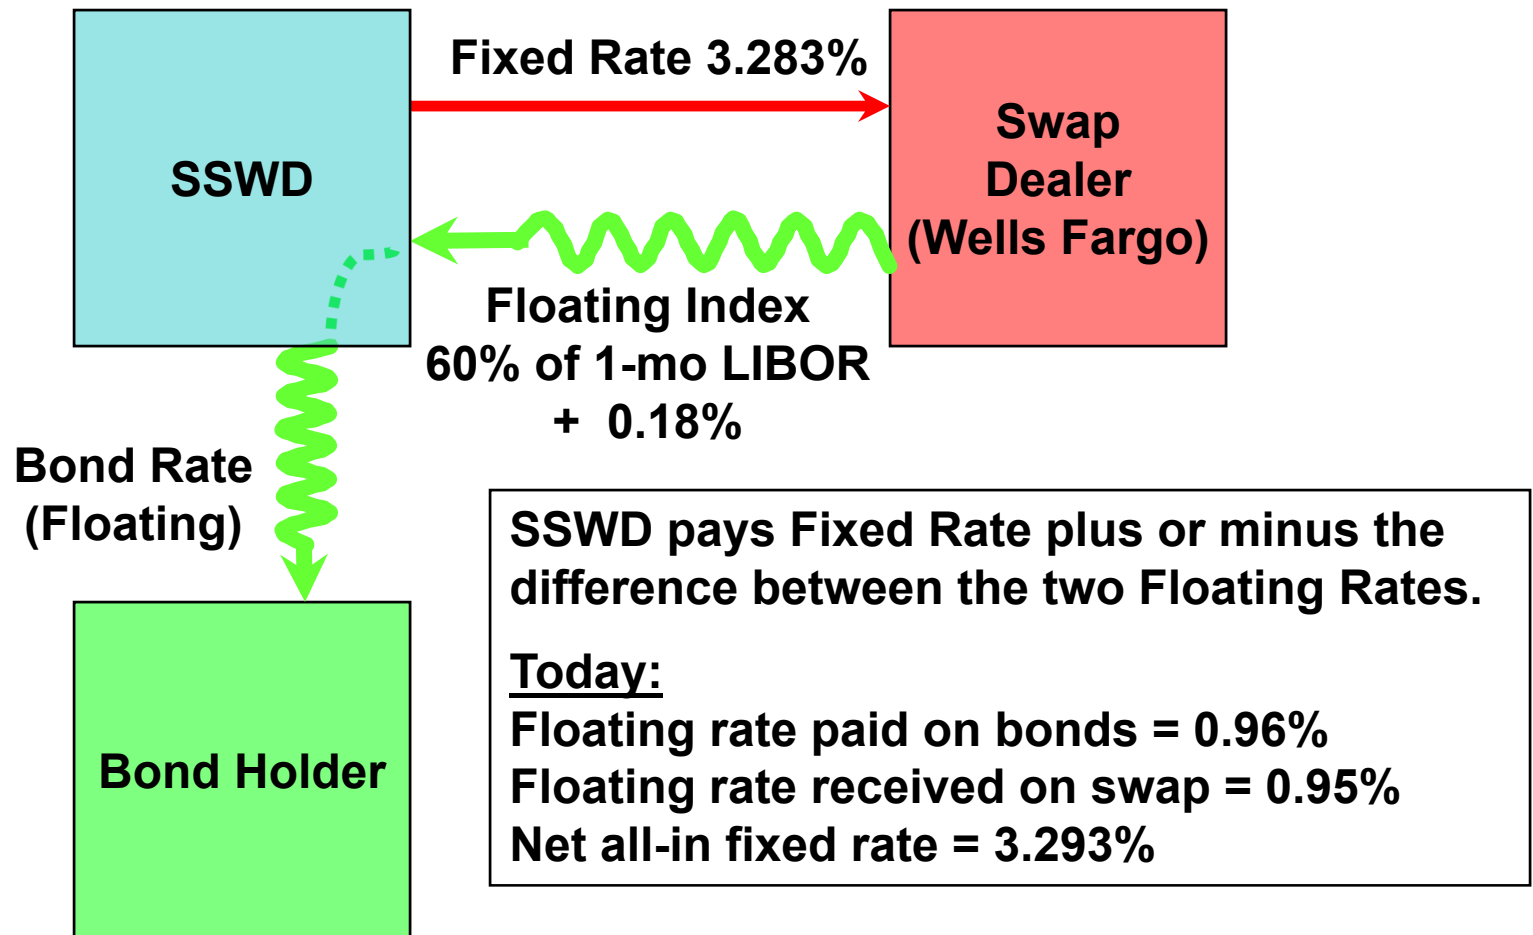 Fixed Rate 3.283%
SSWD
Swap
Dealer
(Wells Fargo)
Floating Index
60% of 1-mo LIBOR
+ 0.18%
Bond Rate
(Floating)
Bond Holder
SSWD pays Fixed Rate plus or minus the
difference between the two Floating Rates.
Today:
Floating rate paid on bonds = 0.96%
Floating rate received on swap = 0.95%
Net all-in fixed rate = 3.293%